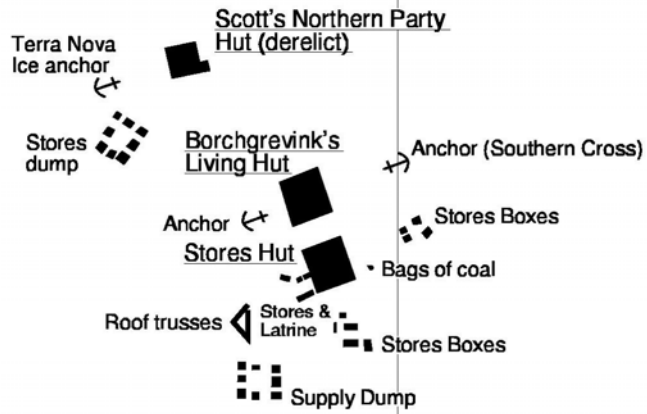 Scott's Northern Party
Hut (derelict)
Terra Nova
Ice anchor
Stores
dump
Borchgrevink's
Living Hut
Anchor (Southern Cross)
Anchor
Stores Boxes
Stores Hut
Bags of coal
Roof trusses
Stores &
Latrine
Stores Boxes
Supply Dump